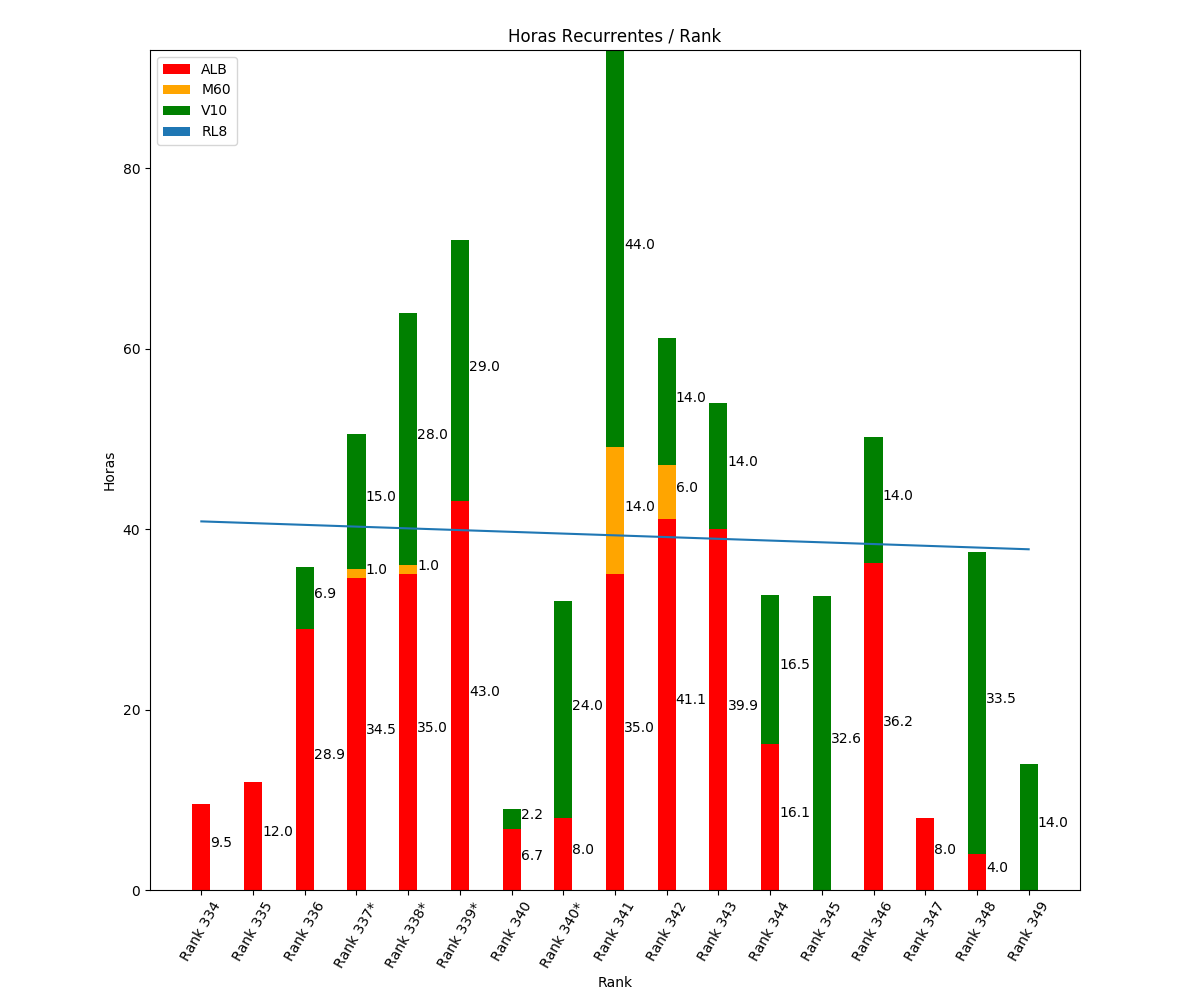 Horas Recurrentes / Rank
ALB
M60
V10
RL8
Horas
80
60
40
20
0
9.5
12.0
28.9
6.9
34.5
1.0
15.0
35.0
1.0
28.0
43.0
29.0
6.7
2.2
8.0
24.0
35.0
14.0
44.0
41.1
6.0
14.0
39.9
14.0
16.1
16.5
32.6
36.2
14.0
8.0
4.0
33.5
14.0
Rank 334
Rank 335
Rank 336
Rank 337*
Rank 338*
Rank 339*
Rank 340
Rank 340*
Rank 341
Rank 342
Rank 343
Rank 344
Rank 345
Rank 346
Rank 347
Rank 348
Rank 349
Rank